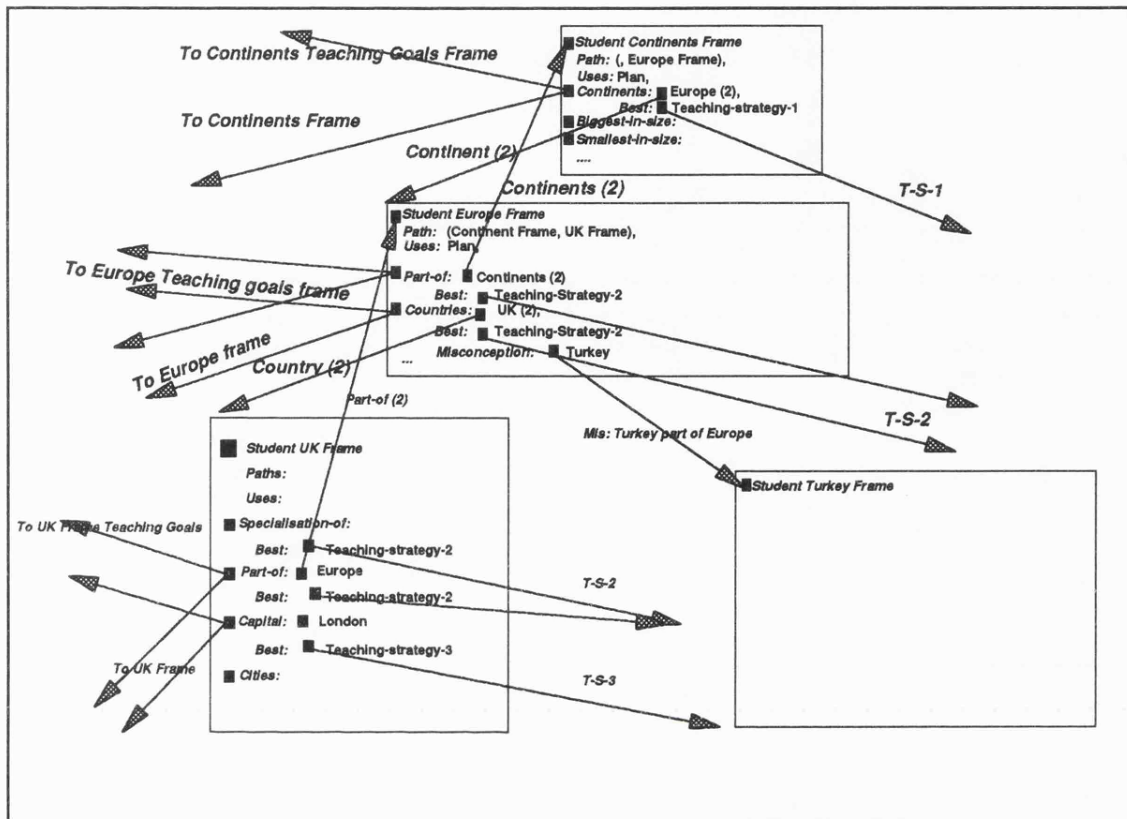 To Continents Teaching Goals Frame
To Continents Frame
Student Continents Frame
Path: (, Europe Frame),
Uses: Plan,
Continents: Europe (2),
Best: Teaching-strategy-1
Biggest-in-size:
Smallest-in-size:
....
Continent (2)
Continents (2)
T-S-1
Student Europe Frame
Path: (Continent Frame, UK Frame),
Uses: Plan,
Part-of: Continents (2)
Best: Teaching-Strategy-2
Countries: UK (2),
Best: Teaching-Strategy-2
Misconception: Turkey
...
To Europe Teaching goals frame
To Europe frame
Country (2)
Part-of (2)
T-S-2
Mis: Turkey part of Europe
Student UK Frame
Paths:
Uses:
Specialisation-of:
Best: Teaching-strategy-2
Part-of: Europe
Best: Teaching-strategy-2
Capital: London
Best: Teaching-strategy-3
Cities:
To UK Frame Teaching Goals
To UK Frame
T-S-2
T-S-3
Student Turkey Frame